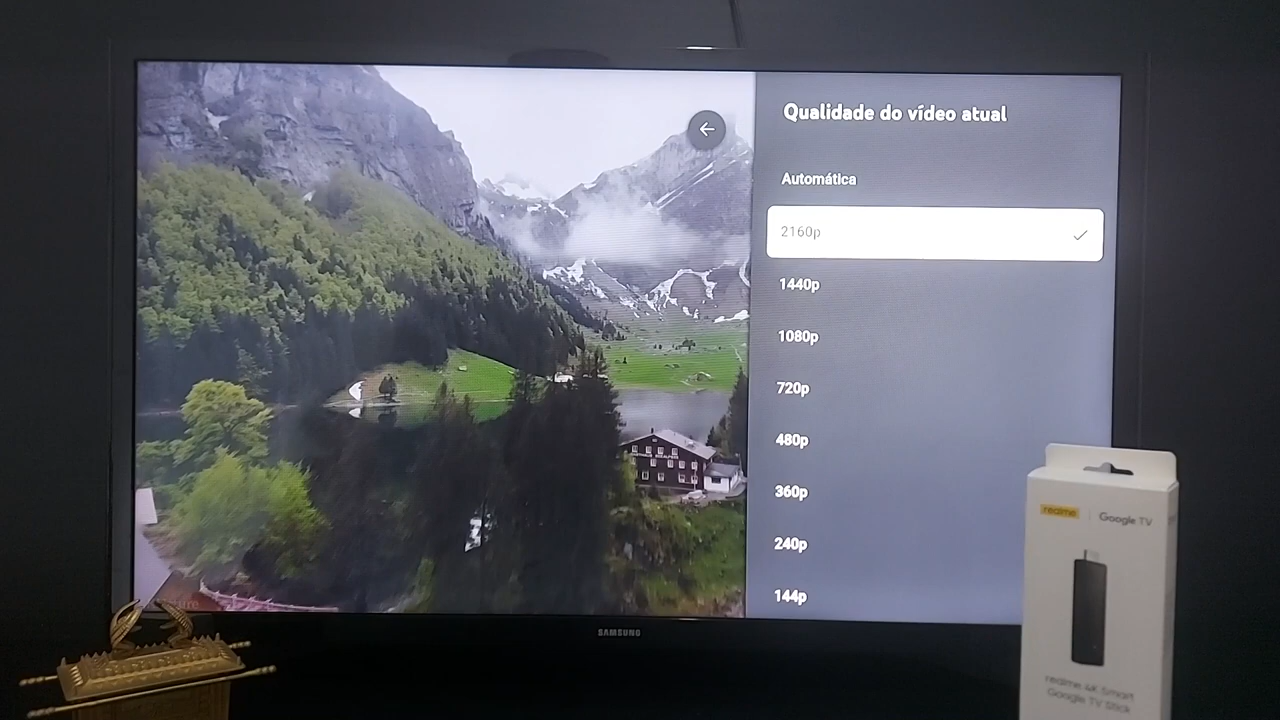 Qualidade do vídeo atual
Automática
2160p
1440p
1080p
720p
480p
360p
240p
144p
SAMSUNG
realme | Google TV
realme 4K Smart
Google TV Stick